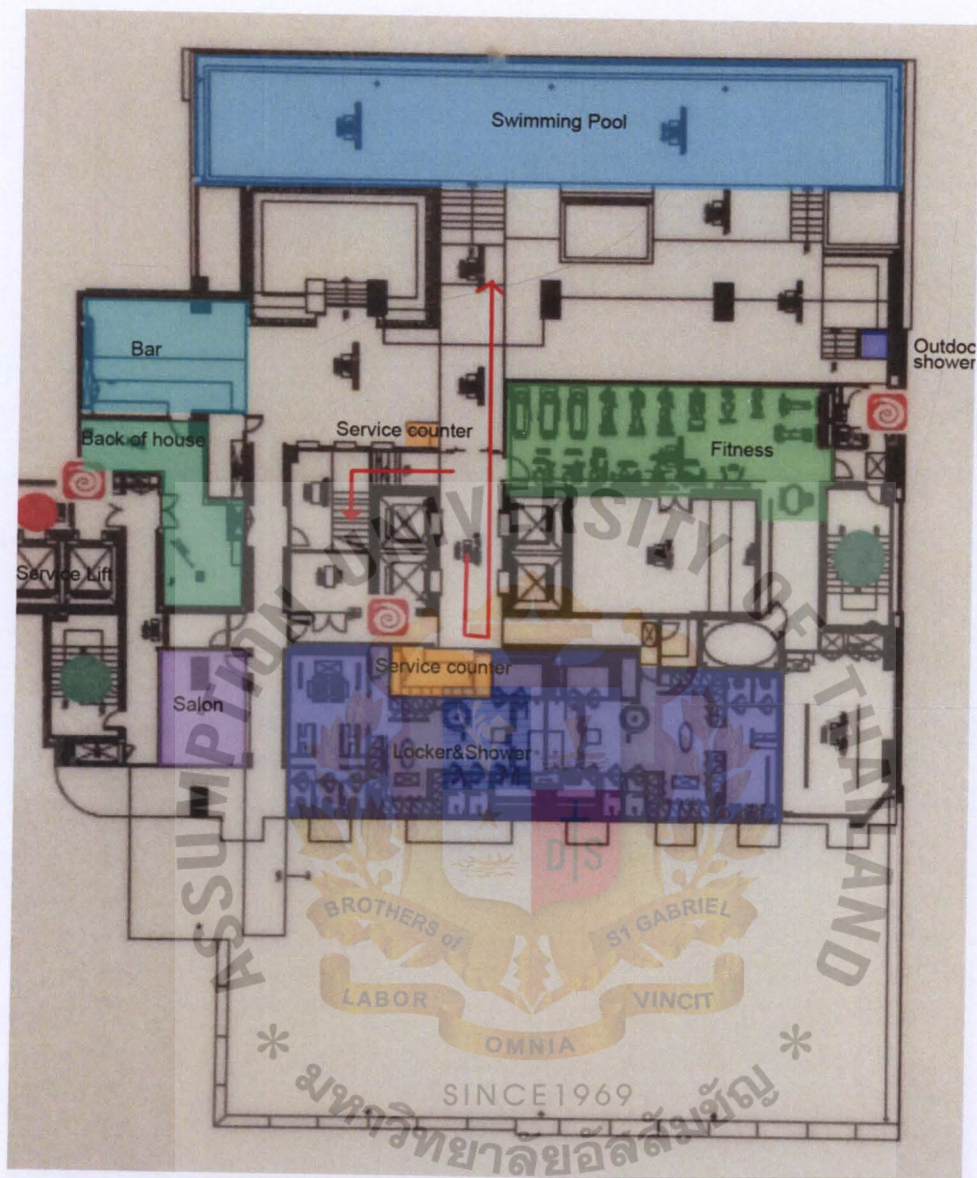 Swimming Pool
Bar
Outdoc
shower
Service counter
Back of house
Fitness
Service Lift
Service counter
Salon
Locker&Shower
ASSUMPTION UNIVERSITY OF THAILAND
D S
BROTHERS of
ST GABRIEL
LABOR
VINCIT
OMNIA
SINCE1969
* มหาวิทยาลัยอัสสัมชัญ *